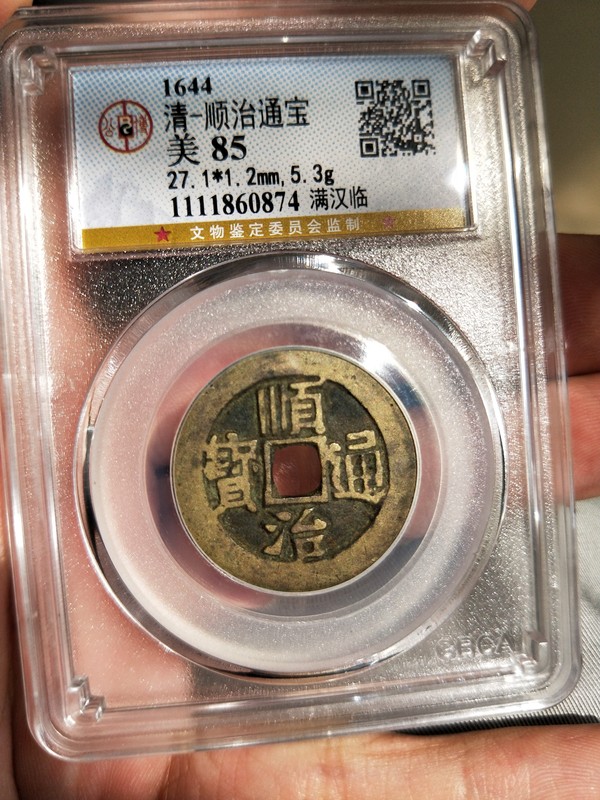 1644
清-顺治通宝
美 85
27.1*1.2mm,5.3g
1111860874 满汉临
文物鉴定委员会监制
順
寶 通
治